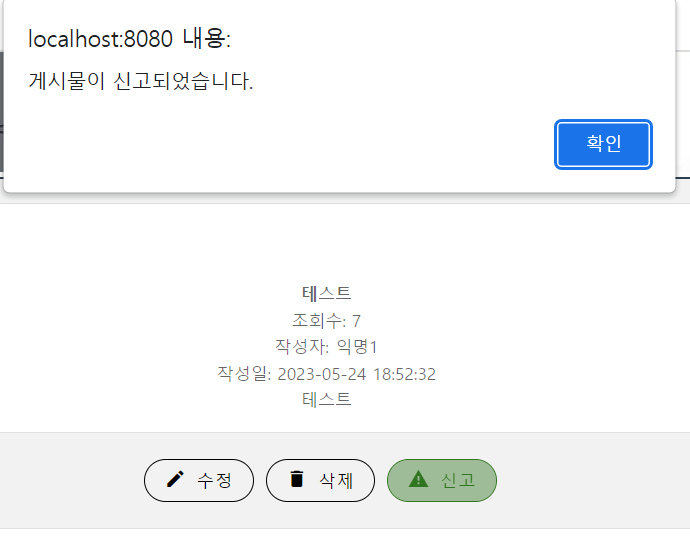 localhost:8080 내용:
게시물이 신고되었습니다.
확인
테스트
조회수: 7
작성자: 익명1
작성일: 2023-05-24 18:52:32
테스트
수정 삭제 신고